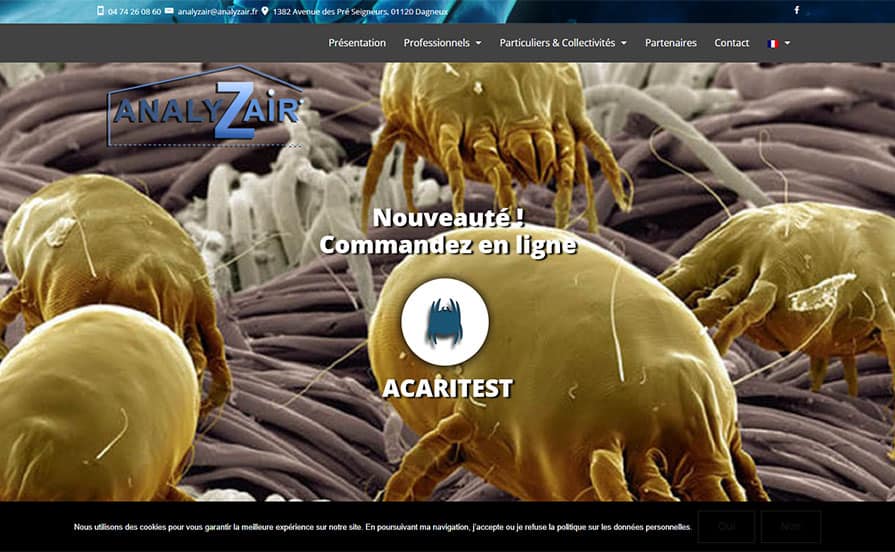 04 74 26 08 60 analyzair@analyzair.fr 1382 Avenue des Pré Seigneurs, 01120 Dagneux
Présentation Professionnels Particuliers & Collectivités Partenaires Contact
ANALYZAIR
Nouveauté !
Commandez en ligne
ACARITEST
Nous utilisons des cookies pour vous garantir la meilleure expérience sur notre site. En poursuivant ma navigation, j'accepte ou je refuse la politique sur les données personnelles. Oui Non